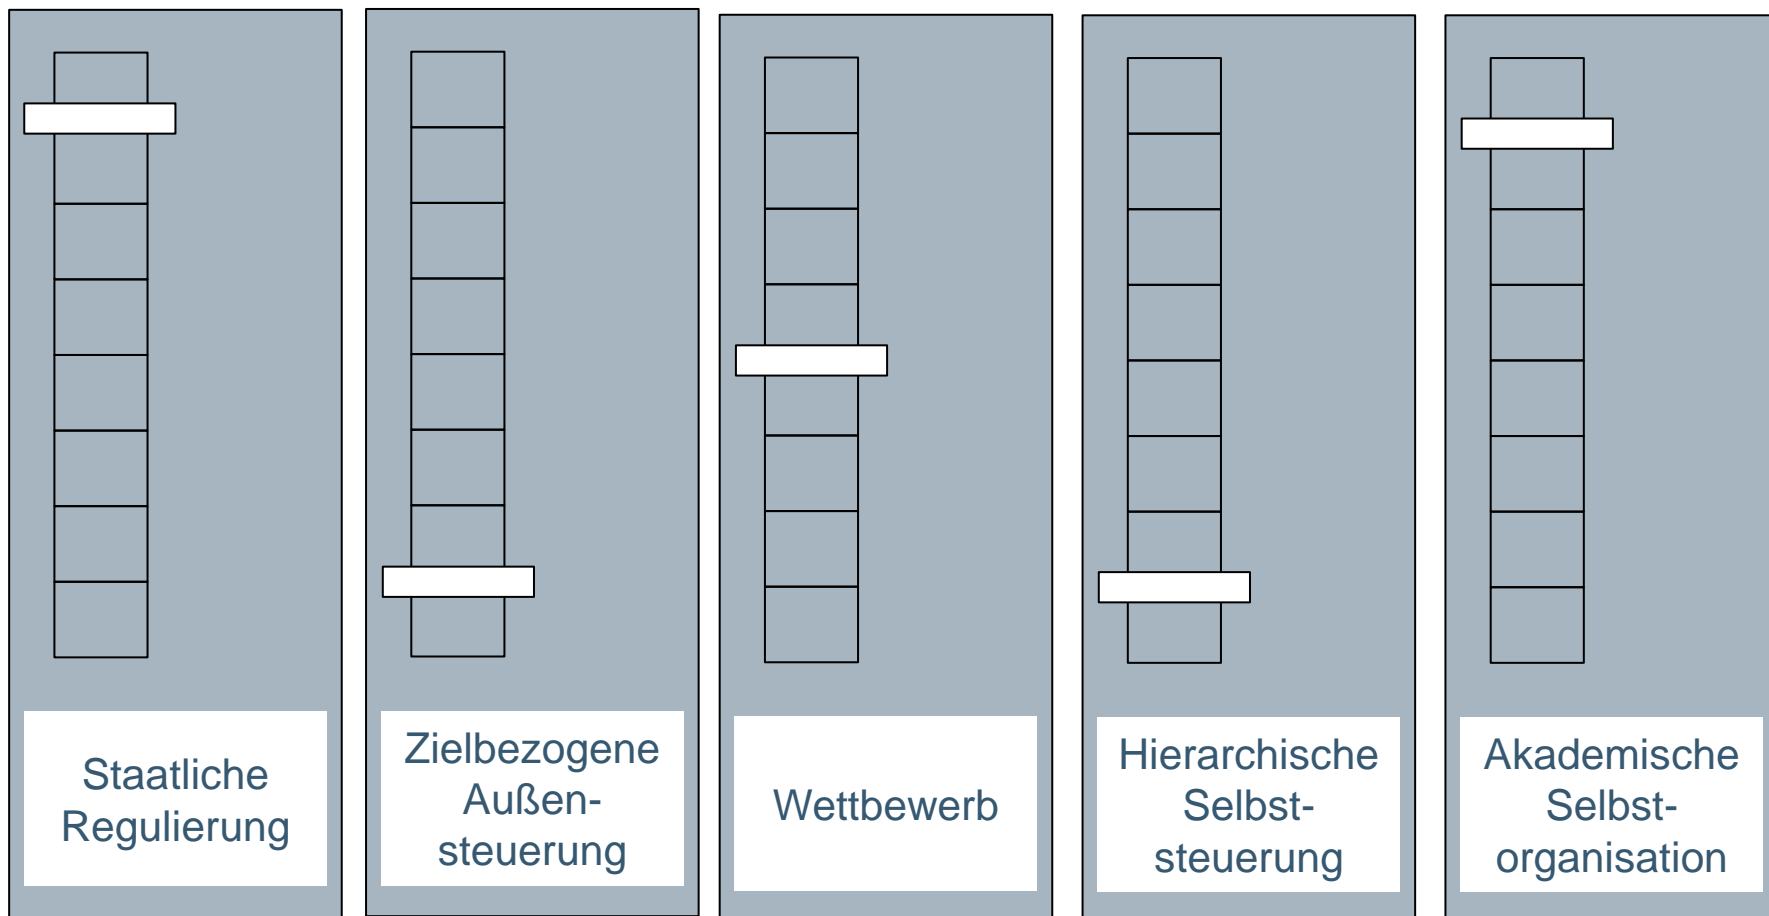 Staatliche
Regulierung
Zielbezogene
Außen-
steuerung
Wettbewerb
Hierarchische
Selbst-
steuerung
Akademische
Selbst-
organisation